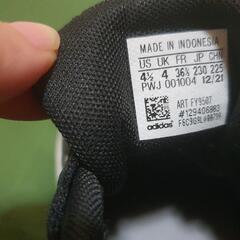 MADE IN INDONESIA
US UK FR JP CHN
4½ 4 36⅔ 230 225
PWJ 001004 12/21
ART FY9507
#129406883
adidas